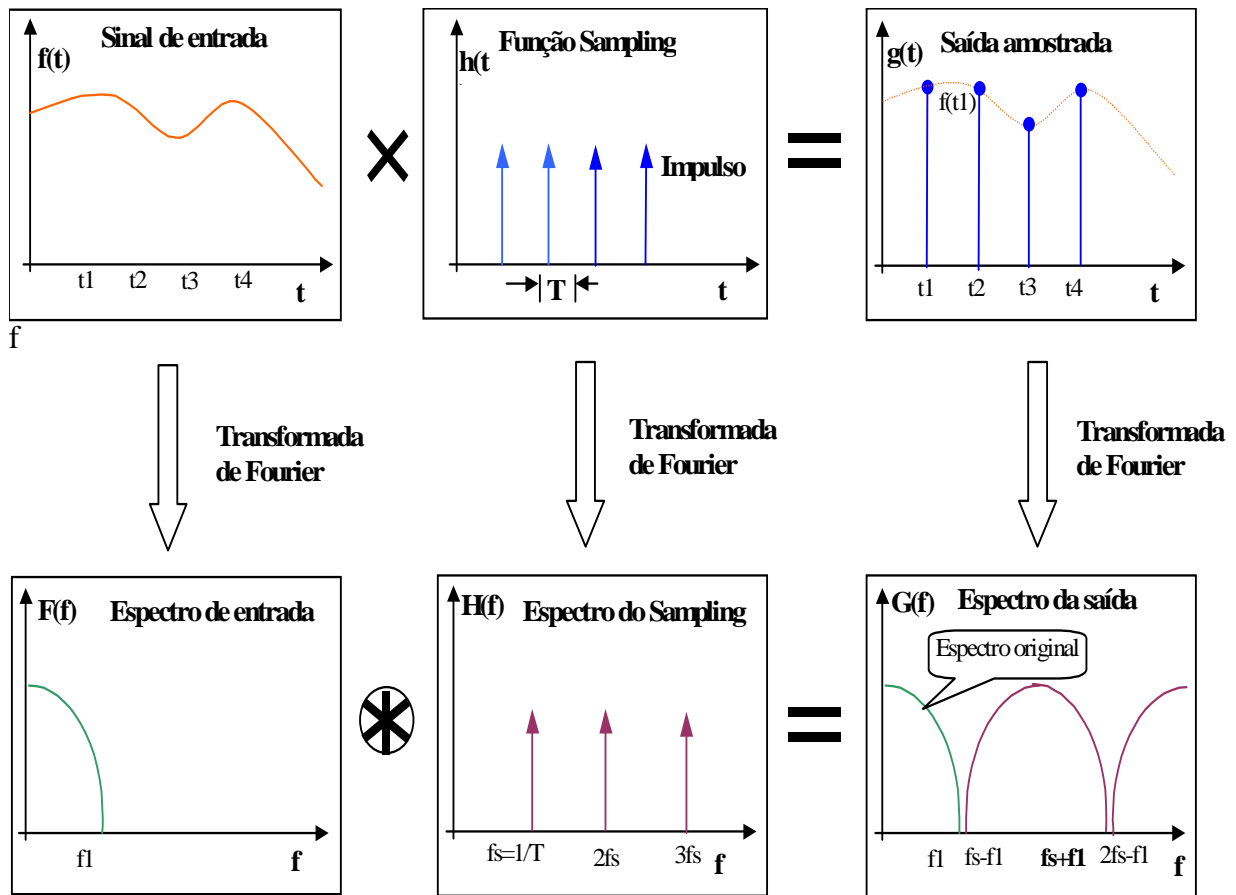 Sinal de entrada
f(t)
t1 t2 t3 t4
t
f
Função Sampling
h(t
Impulso
T
t
Saída amostrada
g(t)
f(t1)
t1 t2 t3 t4
t
Transformada
de Fourier
Transformada
de Fourier
Transformada
de Fourier
F(f) Espectro de entrada
f1 f
H(f) Espectro do Sampling
fs=1/T 2fs 3fs f
G(f) Espectro da saída
Espectro original
f1 fs-f1 fs+f1 2fs-f1 f